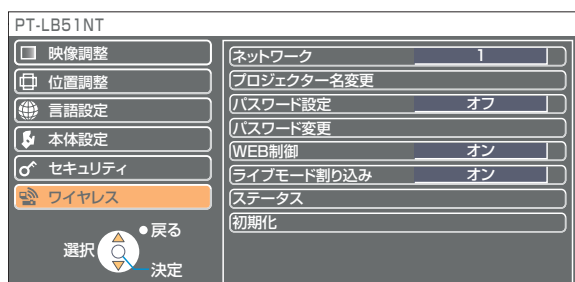 PT-LB51NT
映像調整
位置調整
言語設定
本体設定
セキュリティ
ワイヤレス
戻る
選択
決定
ネットワーク 1
プロジェクター名変更
パスワード設定 オフ
パスワード変更
WEB制御 オン
ライブモード割り込み オン
ステータス
初期化